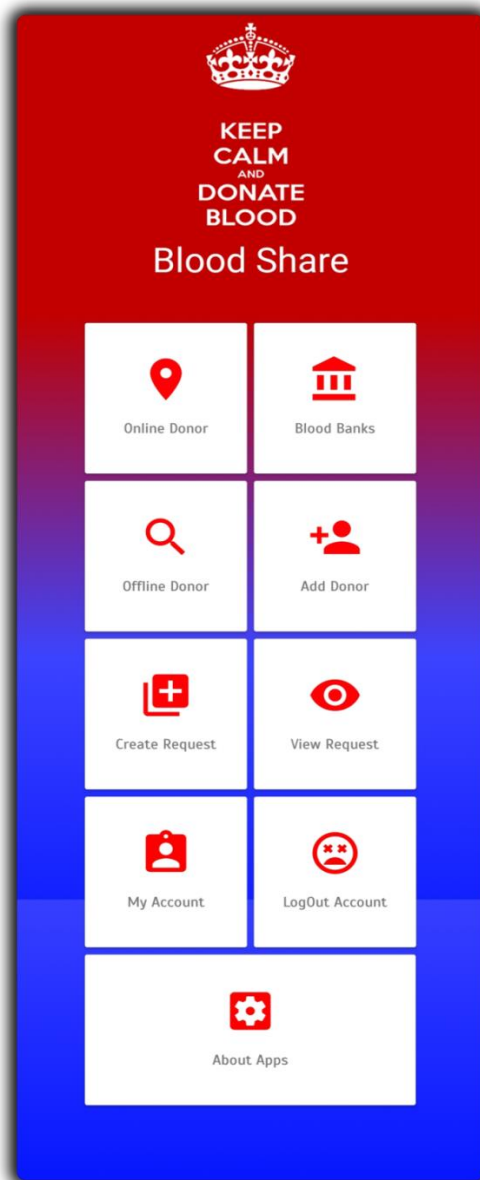 KEEP
CALM
AND
DONATE
BLOOD
Blood Share
Online Donor
Blood Banks
Offline Donor
Add Donor
Create Request
View Request
My Account
LogOut Account
About Apps